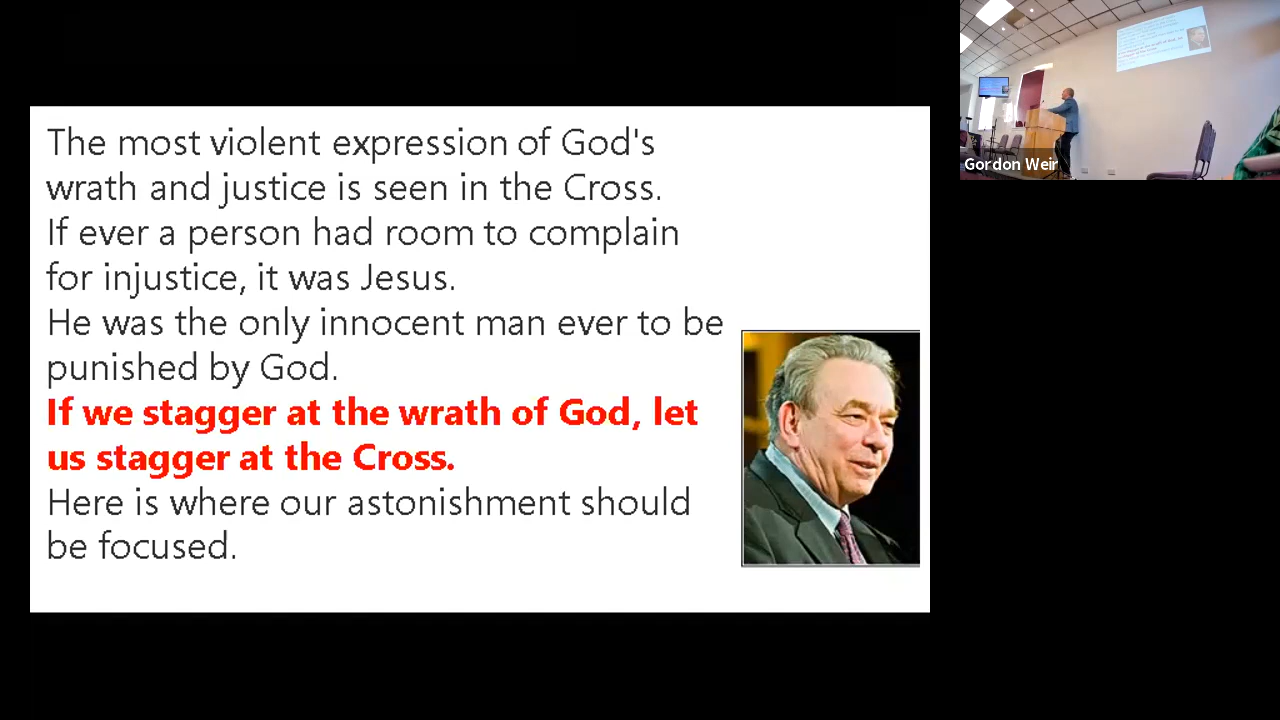 The most violent expression of God's
wrath and justice is seen in the Cross.
If ever a person had room to complain
for injustice, it was Jesus.
He was the only innocent man ever to be
punished by God.
If we stagger at the wrath of God, let
us stagger at the Cross.
Here is where our astonishment should
be focused.
Gordon Weir